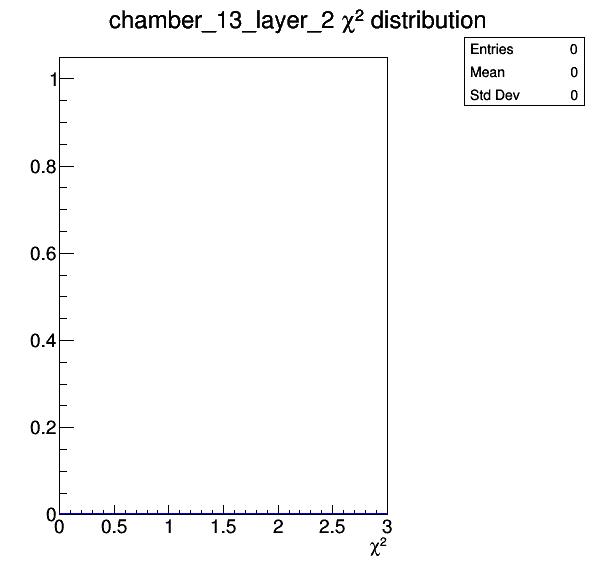 chamber_13_layer_2 χ² distribution
Entries 0
Mean 0
Std Dev 0
1
0.8
0.6
0.4
0.2
0
0 0.5 1 1.5 2 2.5 3
χ²